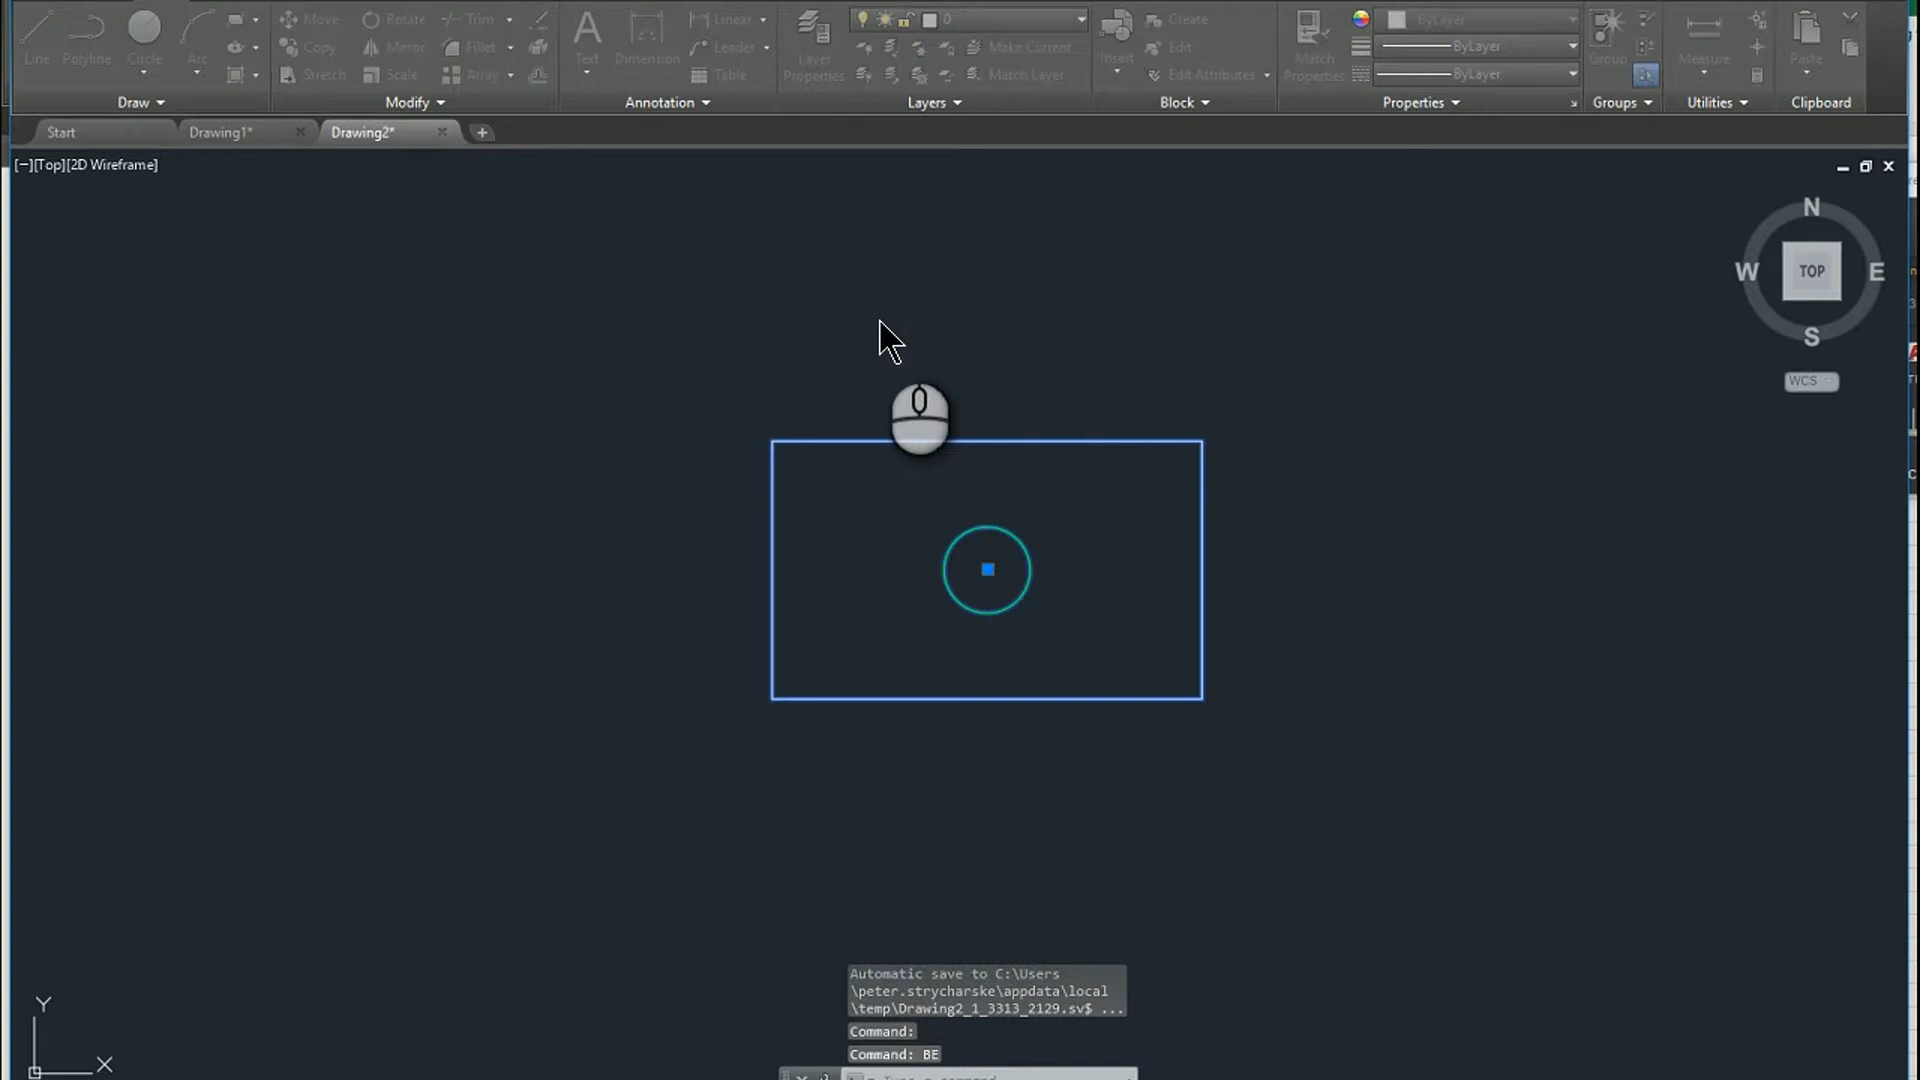 Line
Polyline
Circle
Arc
Move
Rotate
Trim
Copy
Mirror
Fillet
Stretch
Scale
Array
Text
Dimension
Linear
Leader
Table
Layer
Properties
0
Make Current
Match Layer
Insert
Create
Edit
Edit Attributes
Match
Properties
ByLayer
ByLayer
ByLayer
Group
Measure
Paste
Draw
Modify
Annotation
Layers
Block
Properties
Groups
Utilities
Clipboard
Start
Drawing1*
Drawing2*
[−][Top][2D Wireframe]
N
W
TOP
E
S
WCS
Automatic save to C:\Users
\peter.strycharske\appdata\local
\temp\Drawing2_1_3313_2129.sv$ ...
Command:
Command: BE
Y
X
Type a command